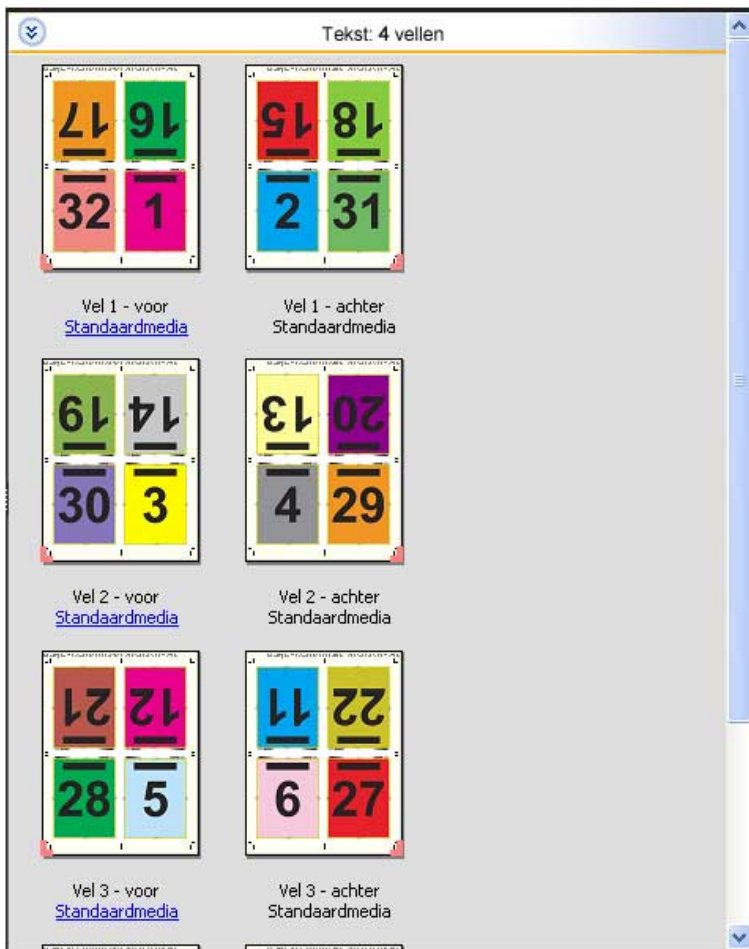 Tekst: 4 vellen
17 16 15 18
32 1 2 31
Vel 1 - voor Vel 1 - achter
Standaardmedia Standaardmedia
19 14 13 20
30 3 4 29
Vel 2 - voor Vel 2 - achter
Standaardmedia Standaardmedia
21 12 11 22
28 5 6 27
Vel 3 - voor Vel 3 - achter
Standaardmedia Standaardmedia